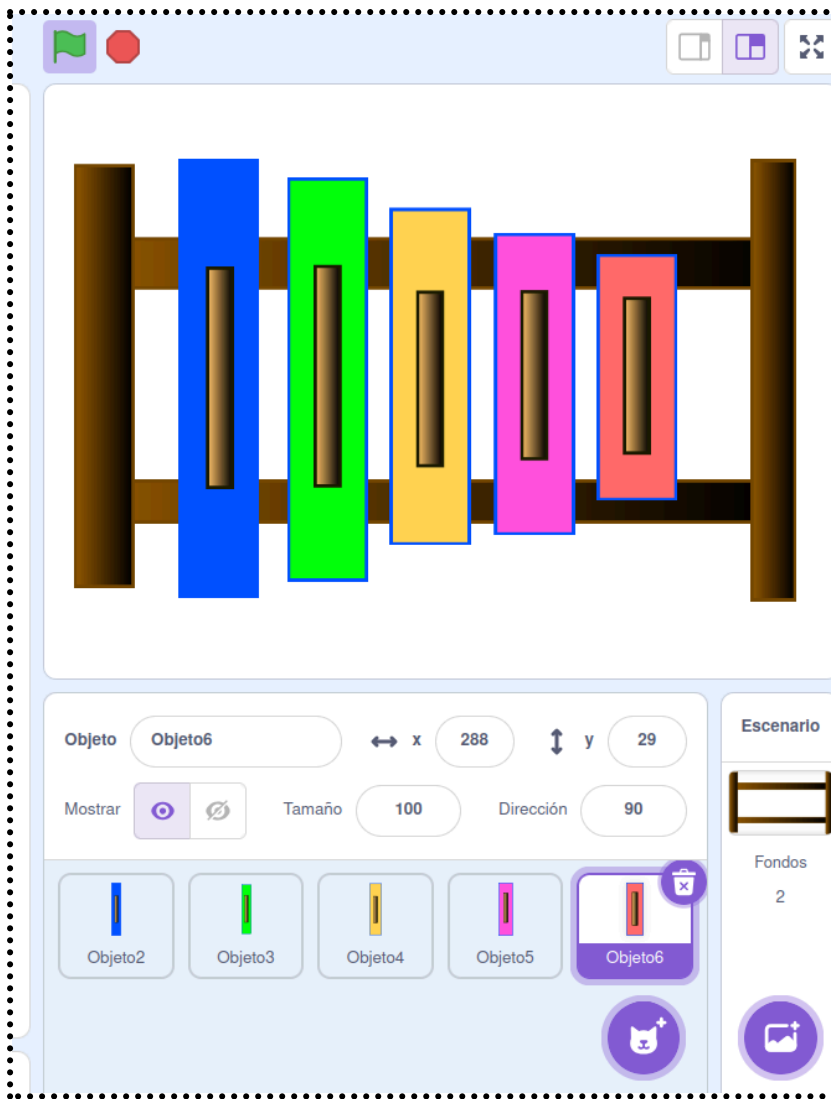 Objeto Objeto6 x 288 y 29
Mostrar Tamaño 100 Dirección 90
Objeto2 Objeto3 Objeto4 Objeto5 Objeto6
Escenario
Fondos
2